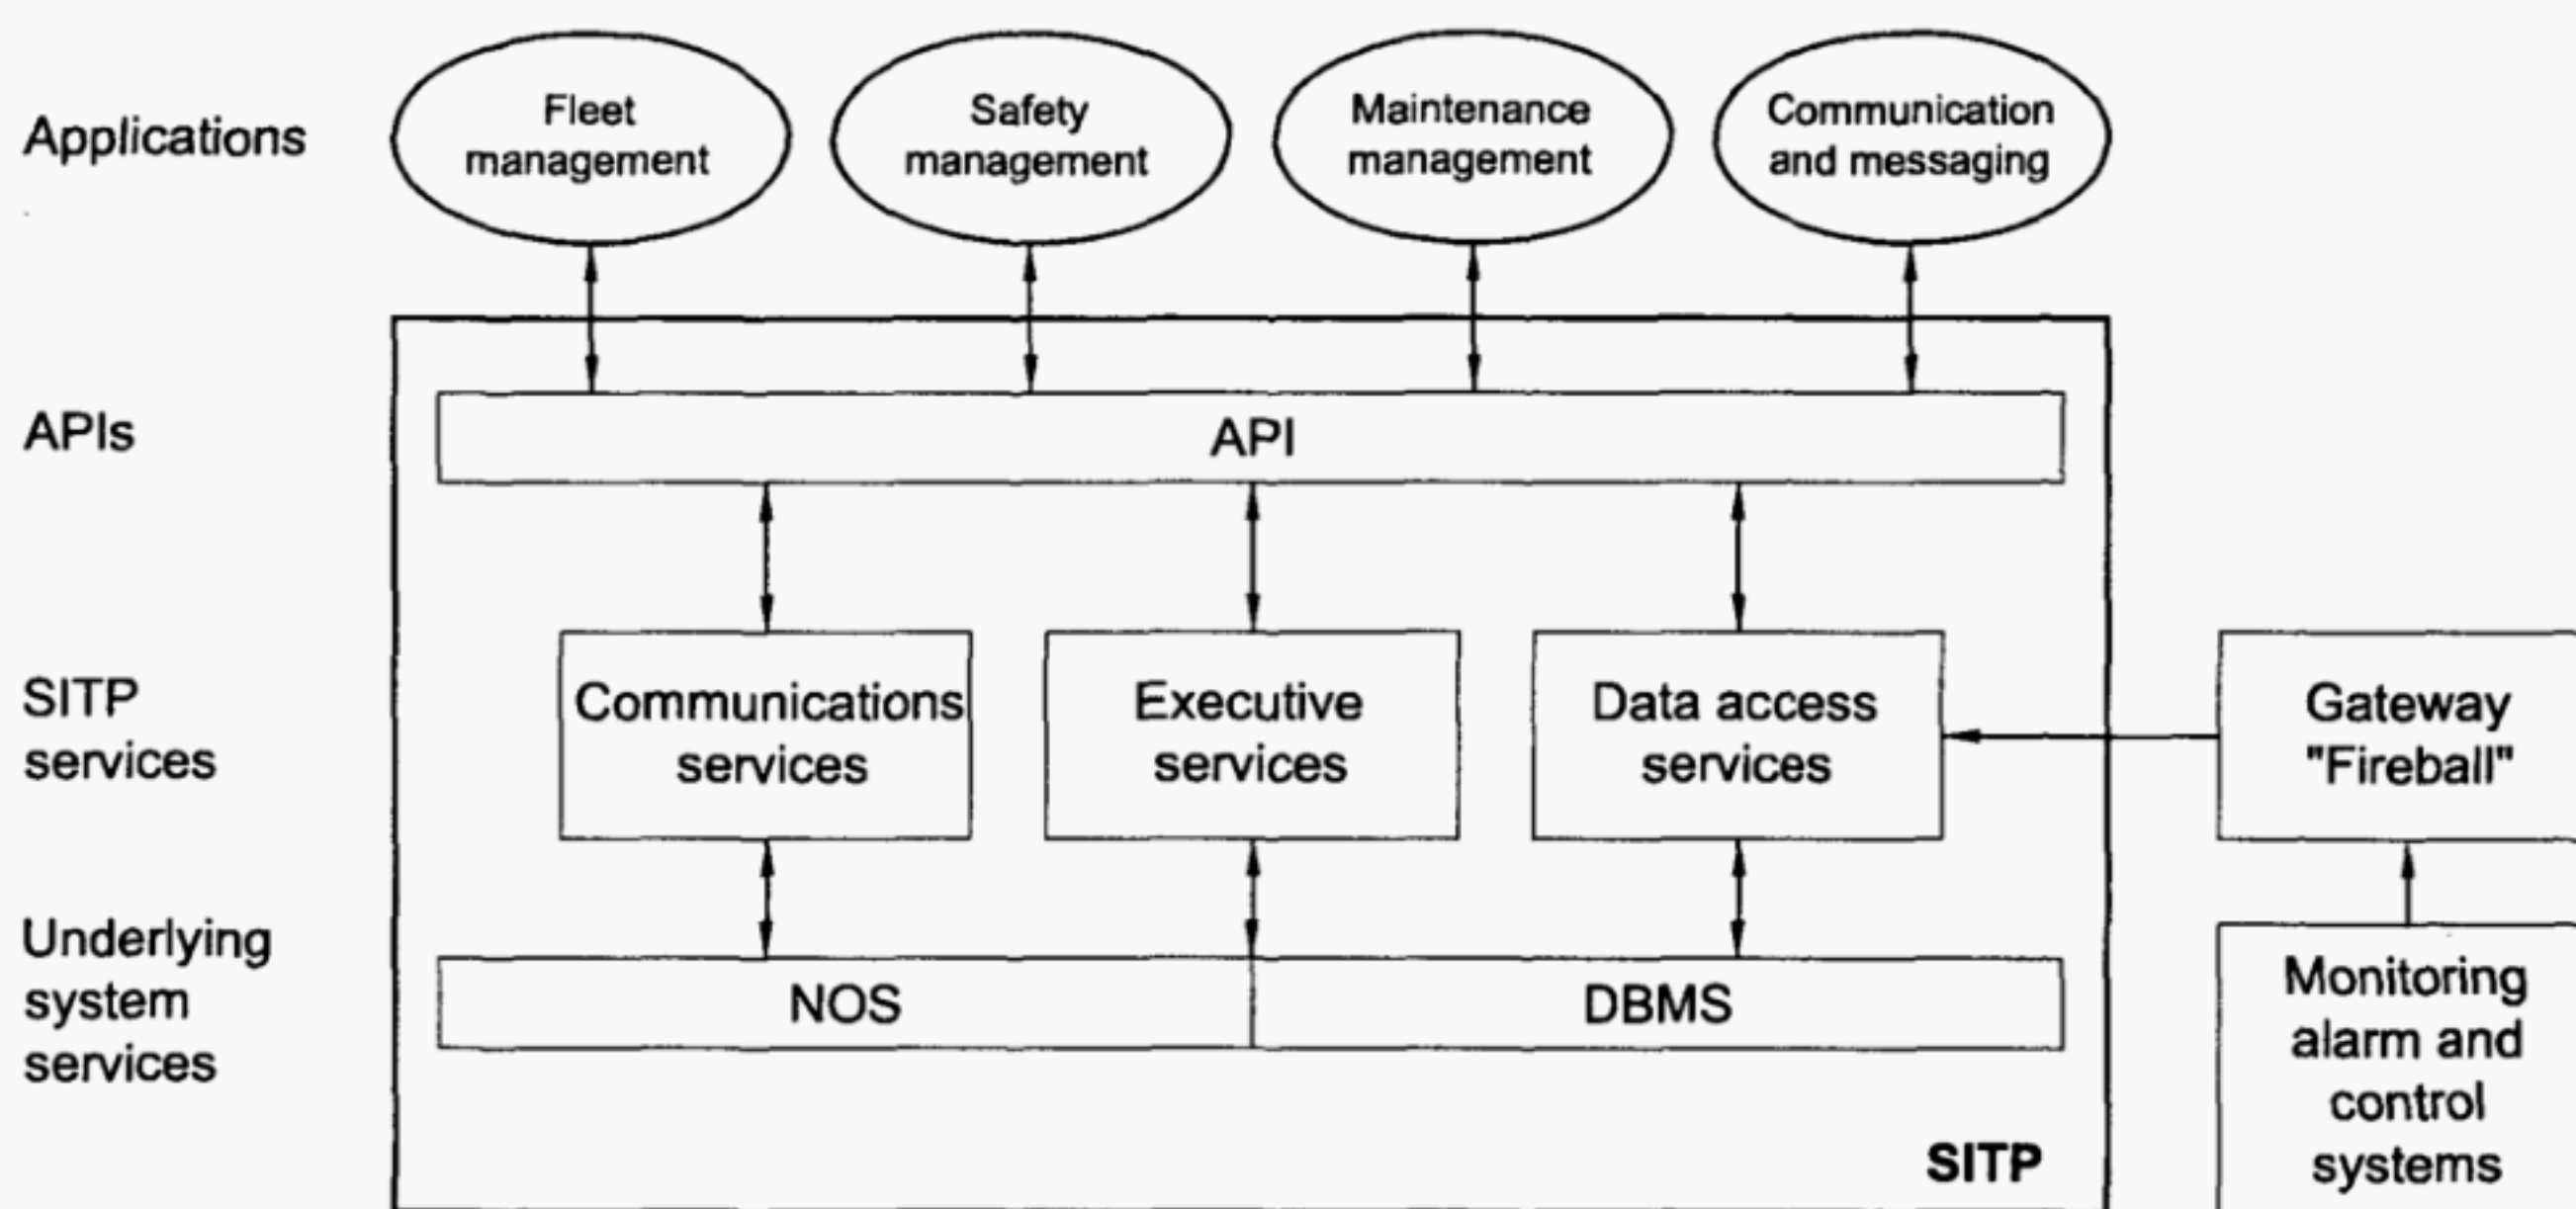 Applications
Fleet
management
Safety
management
Maintenance
management
Communication
and messaging
APIs
API
SITP
services
Communications
services
Executive
services
Data access
services
Gateway
"Fireball"
Underlying
system
services
NOS
DBMS
Monitoring
alarm and
control
systems
SITP